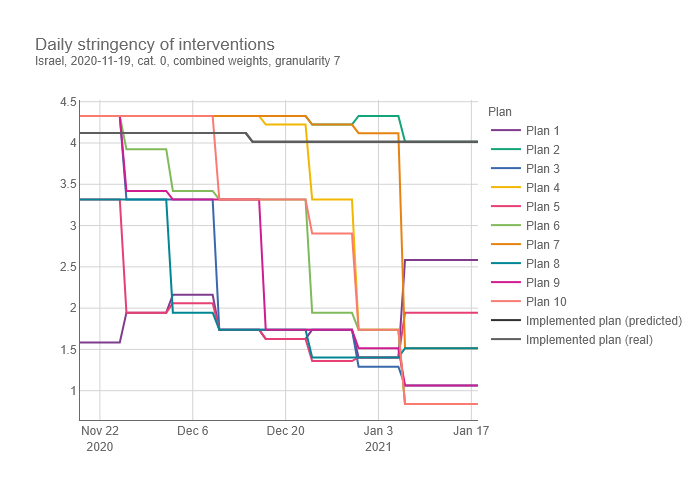 Daily stringency of interventions
Israel, 2020-11-19, cat. 0, combined weights, granularity 7
4.5
4
3.5
3
2.5
2
1.5
1
Nov 22
2020
Dec 6
Dec 20
Jan 3
2021
Jan 17
Plan
Plan 1
Plan 2
Plan 3
Plan 4
Plan 5
Plan 6
Plan 7
Plan 8
Plan 9
Plan 10
Implemented plan (predicted)
Implemented plan (real)